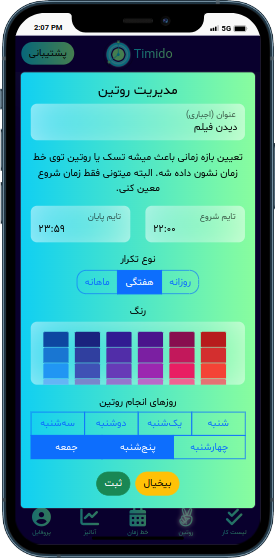 2:07 PM
5G
پشتیبانی
Timido
مدیریت روتین
عنوان (اجباری)
دیدن فیلم
تعیین بازه زمانی باعث میشه تسک یا روتین توی خط
زمان نشون داده شه. البته میتونی فقط زمان شروع
معین کنی.
تایم شروع
تایم پایان
۲۲:۰۰
۲۳:۵۹
نوع تکرار
روزانه
هفتگی
ماهانه
رنگ
روزهای انجام روتین
شنبه
یک‌شنبه
دوشنبه
سه‌شنبه
چهارشنبه
پنج‌شنبه
جمعه
بیخیال
ثبت
لیست کار
روتین
خط زمان
آنالیز
پروفایل